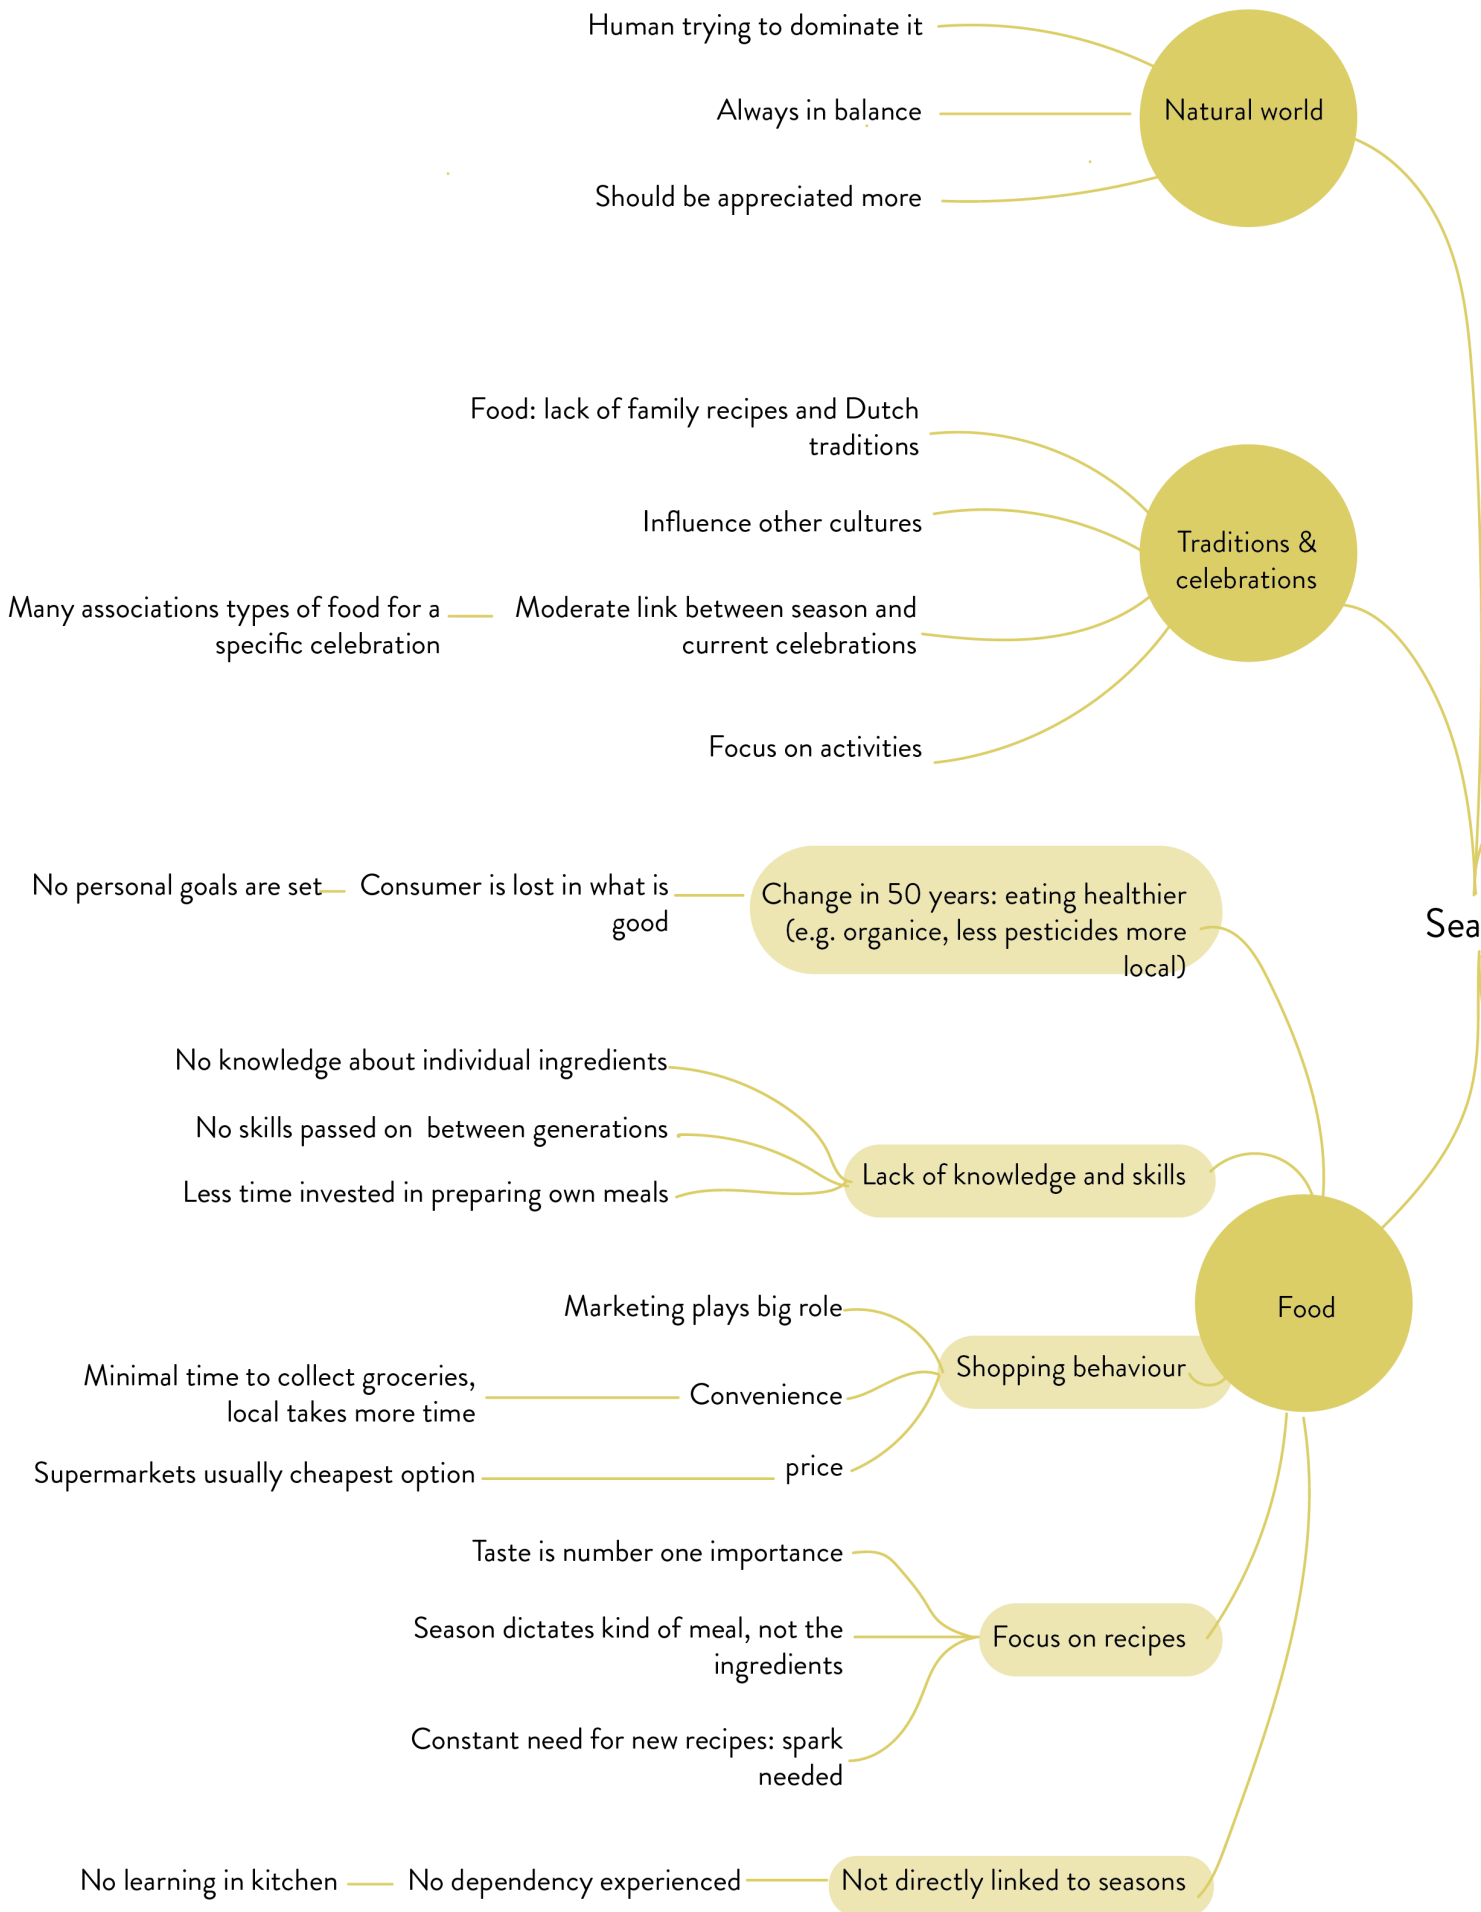 Human trying to dominate it
Always in balance
Should be appreciated more
Natural world
Food: lack of family recipes and Dutch
traditions
Influence other cultures
Many associations types of food for a
specific celebration
Moderate link between season and
current celebrations
Focus on activities
Traditions &
celebrations
No personal goals are set
Consumer is lost in what is
good
Change in 50 years: eating healthier
(e.g. organice, less pesticides more
local)
Sea
No knowledge about individual ingredients
No skills passed on  between generations
Less time invested in preparing own meals
Lack of knowledge and skills
Food
Marketing plays big role
Minimal time to collect groceries,
local takes more time
Convenience
Supermarkets usually cheapest option
price
Shopping behaviour
Taste is number one importance
Season dictates kind of meal, not the
ingredients
Constant need for new recipes: spark
needed
Focus on recipes
No learning in kitchen
No dependency experienced
Not directly linked to seasons